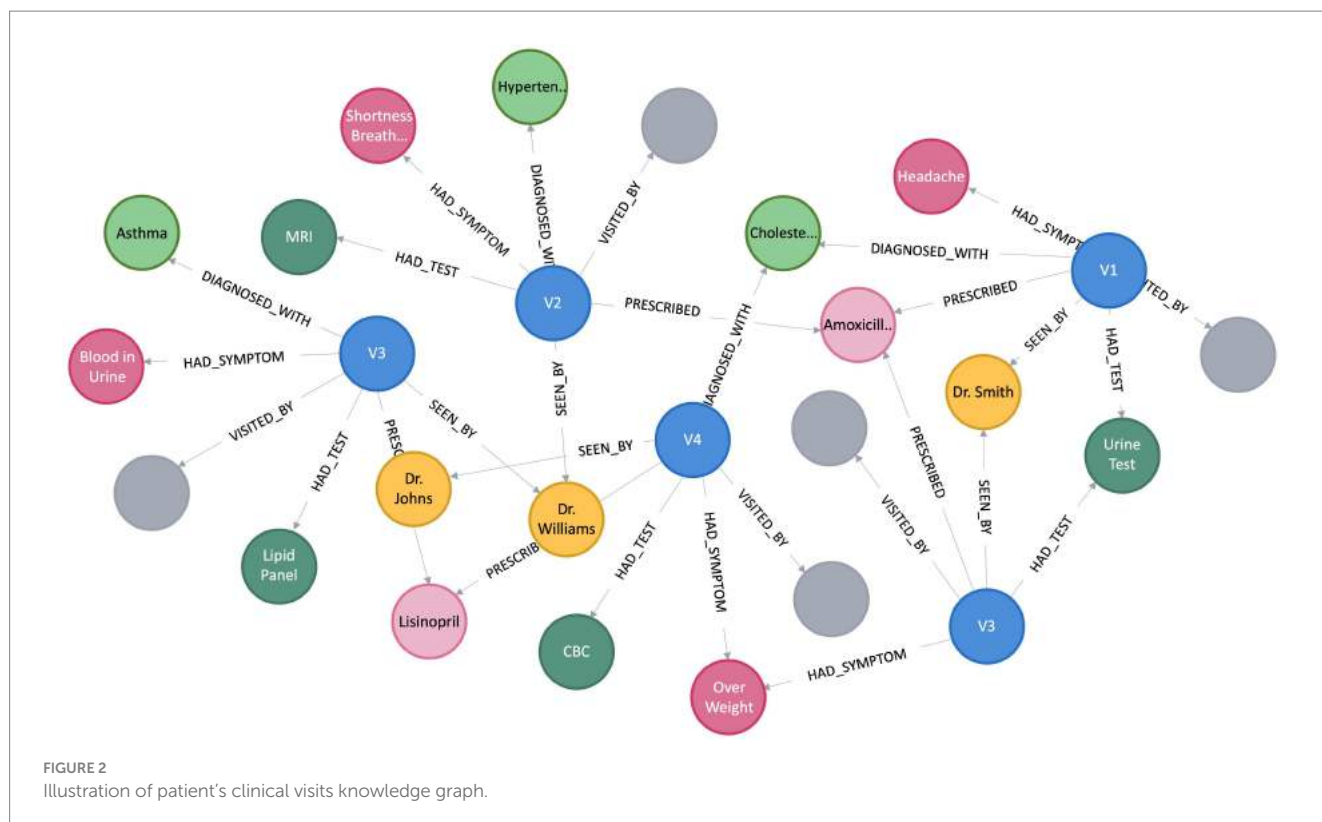 Hyperten..
Shortness
Breath...
HAD_SYMPTOM
DIAGNOSED_WI
VISITED_BY
Headache
HAD_SYMPT
Asthma
MRI
HAD_TEST
Choleste...
DIAGNOSED_WITH
V1
ITED_BY
DIAGNOSED_WITH
V2
PRESCRIBED
PRESCRIBED
Amoxicill..
SEEN_BY
HAD_TEST
Blood in
Urine
HAD_SYMPTOM
V3
SEEN_BY
IAGNOSED_WITH
Dr. Smith
VISITED_BY
HAD_TEST
PRESC
SEEN_BY
V4
SEEN_BY
PRESCRIBED
Urine
Test
Dr.
Johns
Dr.
Williams
VISITED_BY
SEEN_BY
HAD_TEST
Lipid
Panel
PRESCRIB
HAD_TEST
HAD_SYMPTOM
VISITED_BY
Lisinopril
CBC
V3
HAD_SYMPTOM
Over
Weight
FIGURE 2
Illustration of patient's clinical visits knowledge graph.